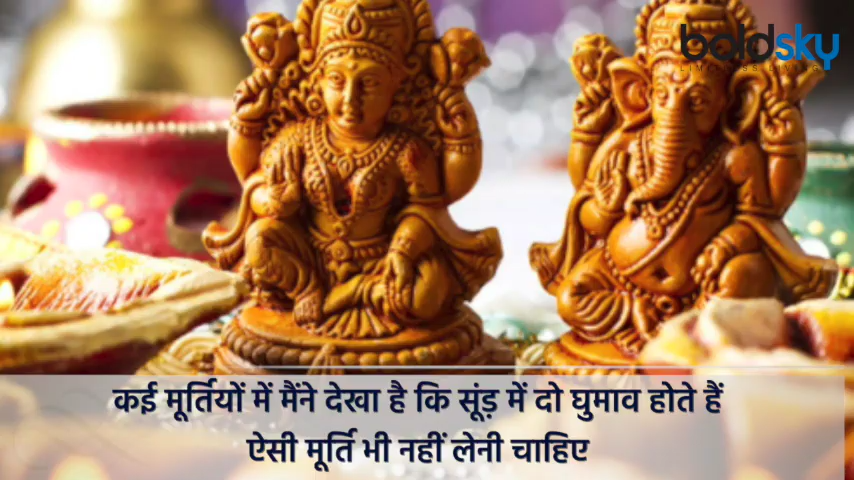 boldsky
कई मूर्तियों में मैंने देखा है कि सूंड़ में दो घुमाव होते हैं
ऐसी मूर्ति भी नहीं लेनी चाहिए